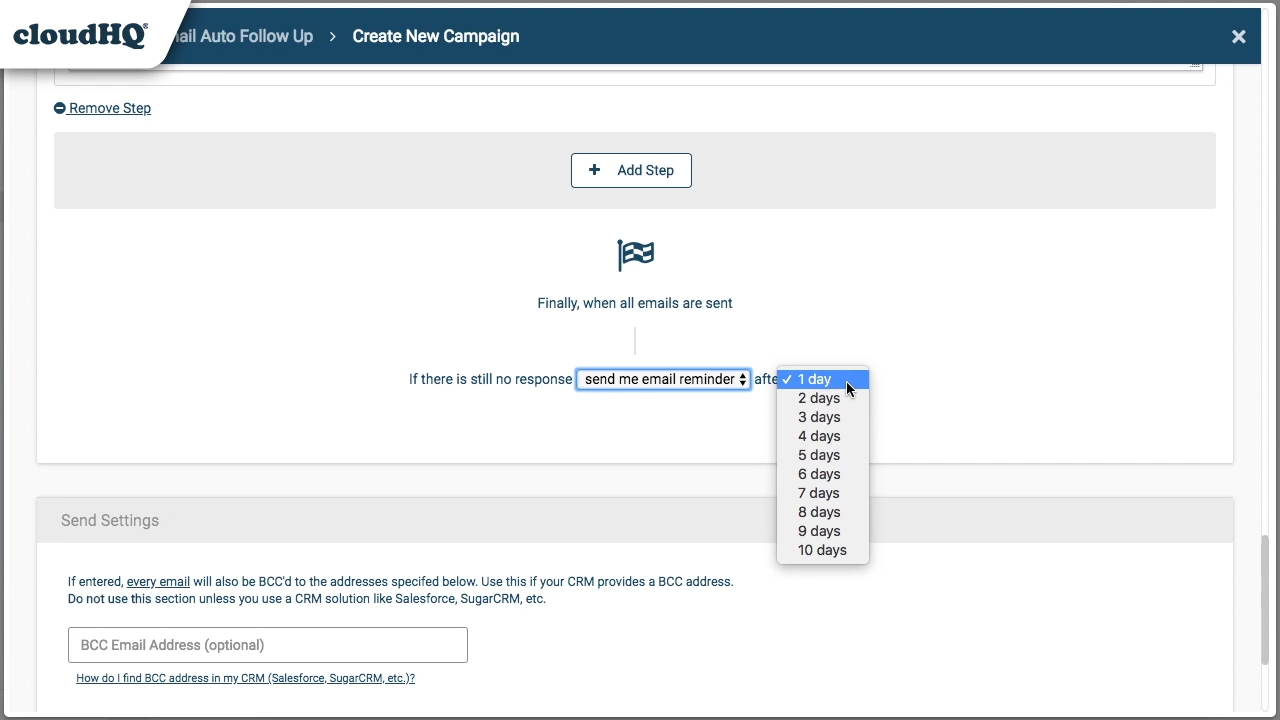 cloudHQ®
ail Auto Follow Up > Create New Campaign ×
Remove Step
+ Add Step
Finally, when all emails are sent
If there is still no response send me email reminder afte
✓ 1 day
2 days
3 days
4 days
5 days
6 days
7 days
8 days
9 days
10 days
Send Settings
If entered, every email will also be BCC'd to the addresses specifed below. Use this if your CRM provides a BCC address.
Do not use this section unless you use a CRM solution like Salesforce, SugarCRM, etc.
BCC Email Address (optional)
How do I find BCC address in my CRM (Salesforce, SugarCRM, etc.)?